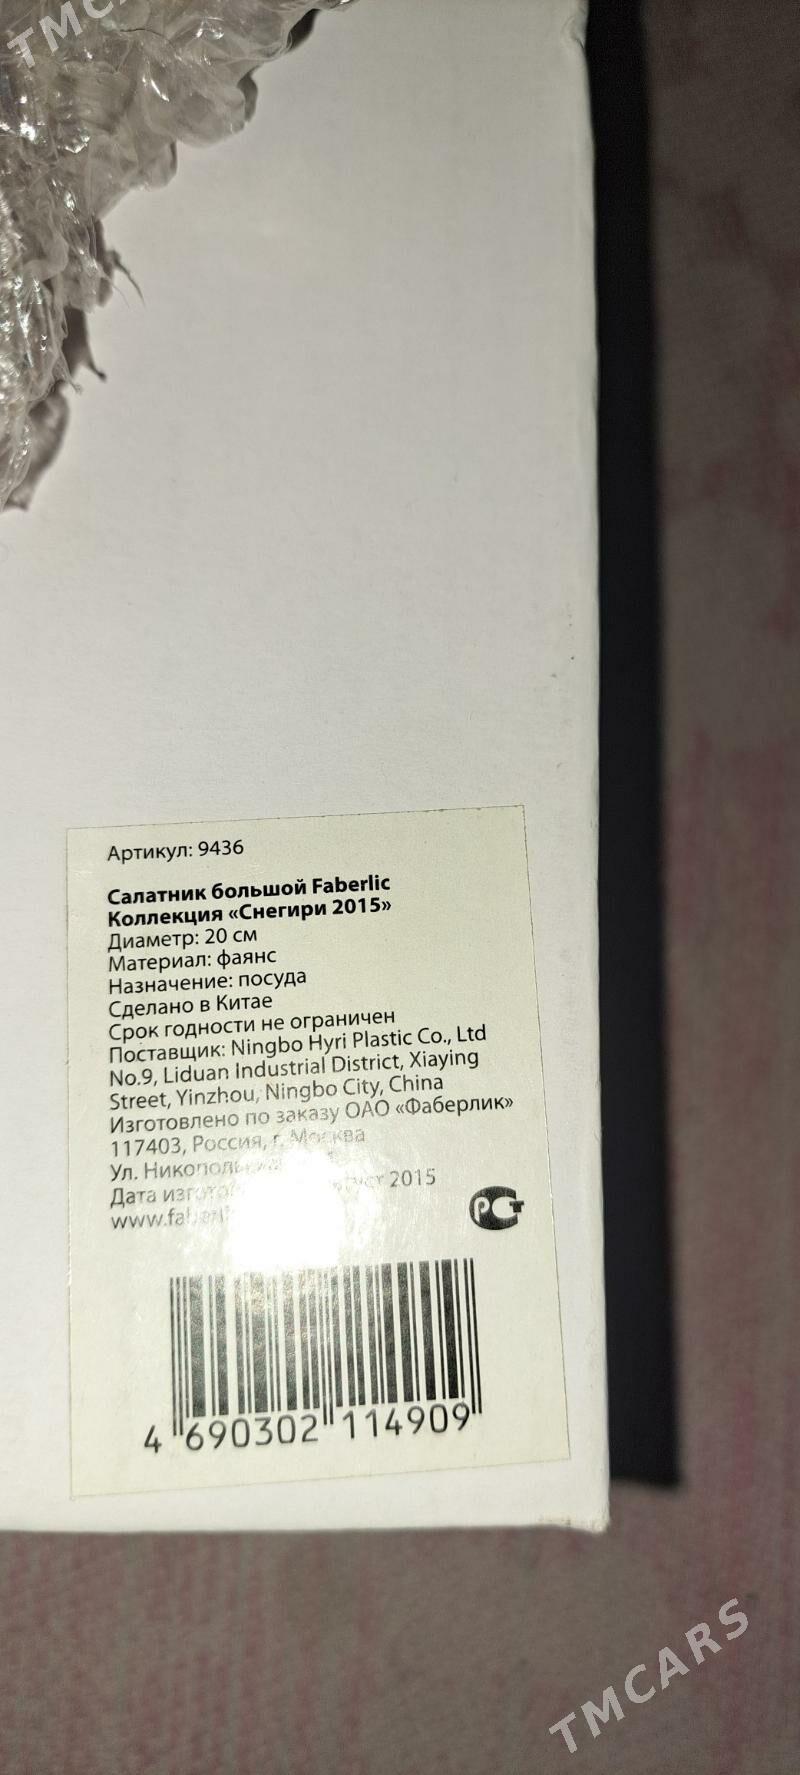 Артикул: 9436
Салатник большой Faberlic
Коллекция «Снегири 2015»
Диаметр: 20 см
Материал: фаянс
Назначение: посуда
Сделано в Китае
Срок годности не ограничен
Поставщик: Ningbo Hyri Plastic Co., Ltd
No.9, Liduan Industrial District, Xiaying
Street, Yinzhou, Ningbo City, China
Изготовлено по заказу ОАО «Фаберлик»
117403, Россия, г. Москва
Ул.
Дата 2015
РСТ
4 690302 114909
TMCARS